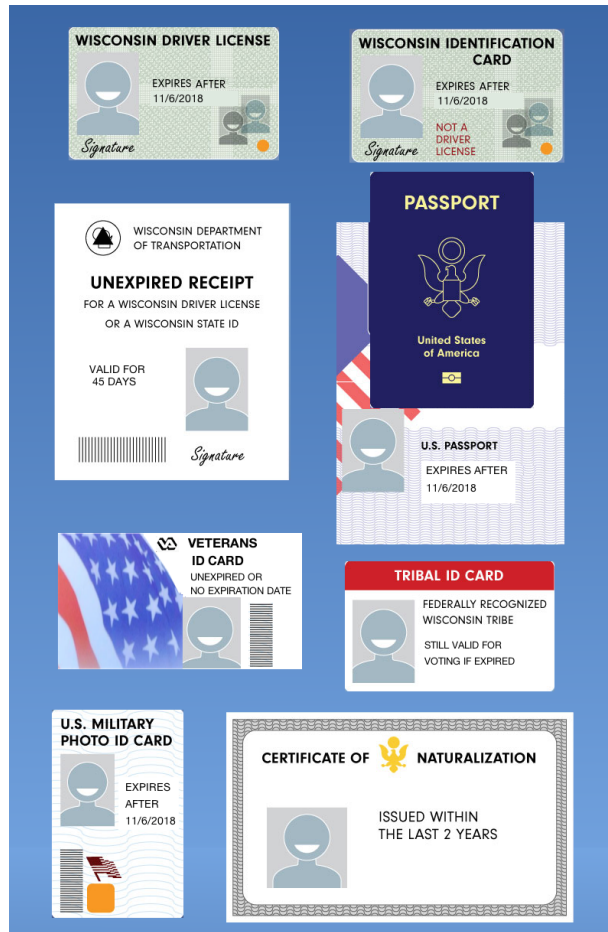 WISCONSIN DRIVER LICENSE
EXPIRES AFTER
11/6/2018
Signature
WISCONSIN IDENTIFICATION
CARD
EXPIRES AFTER
11/6/2018
NOT A
DRIVER
LICENSE
Signature
WISCONSIN DEPARTMENT
OF TRANSPORTATION
UNEXPIRED RECEIPT
FOR A WISCONSIN DRIVER LICENSE
OR A WISCONSIN STATE ID
VALID FOR
45 DAYS
Signature
PASSPORT
United States
of America
U.S. PASSPORT
EXPIRES AFTER
11/6/2018
VETERANS
ID CARD
UNEXPIRED OR
NO EXPIRATION DATE
TRIBAL ID CARD
FEDERALLY RECOGNIZED
WISCONSIN TRIBE
STILL VALID FOR
VOTING IF EXPIRED
U.S. MILITARY
PHOTO ID CARD
EXPIRES
AFTER
11/6/2018
CERTIFICATE OF NATURALIZATION
ISSUED WITHIN
THE LAST 2 YEARS